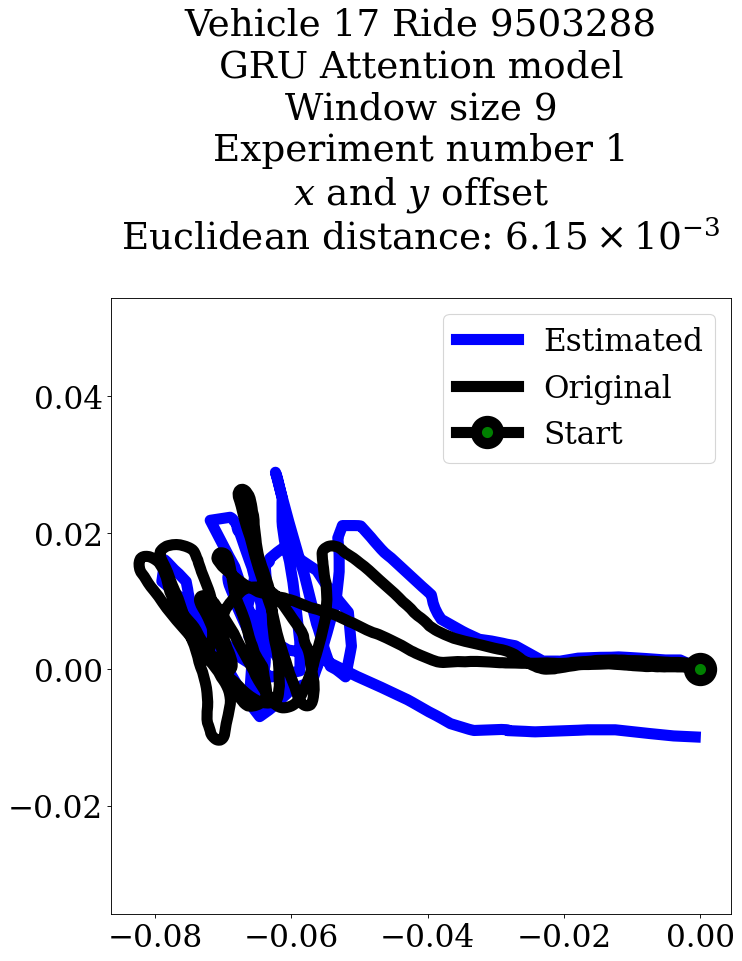 Vehicle 17 Ride 9503288
GRU Attention model
Window size 9
Experiment number 1
x and y offset
Euclidean distance: 6.15 × 10⁻³
Estimated
Original
Start
0.04
0.02
0.00
−0.02
−0.08 −0.06 −0.04 −0.02 0.00